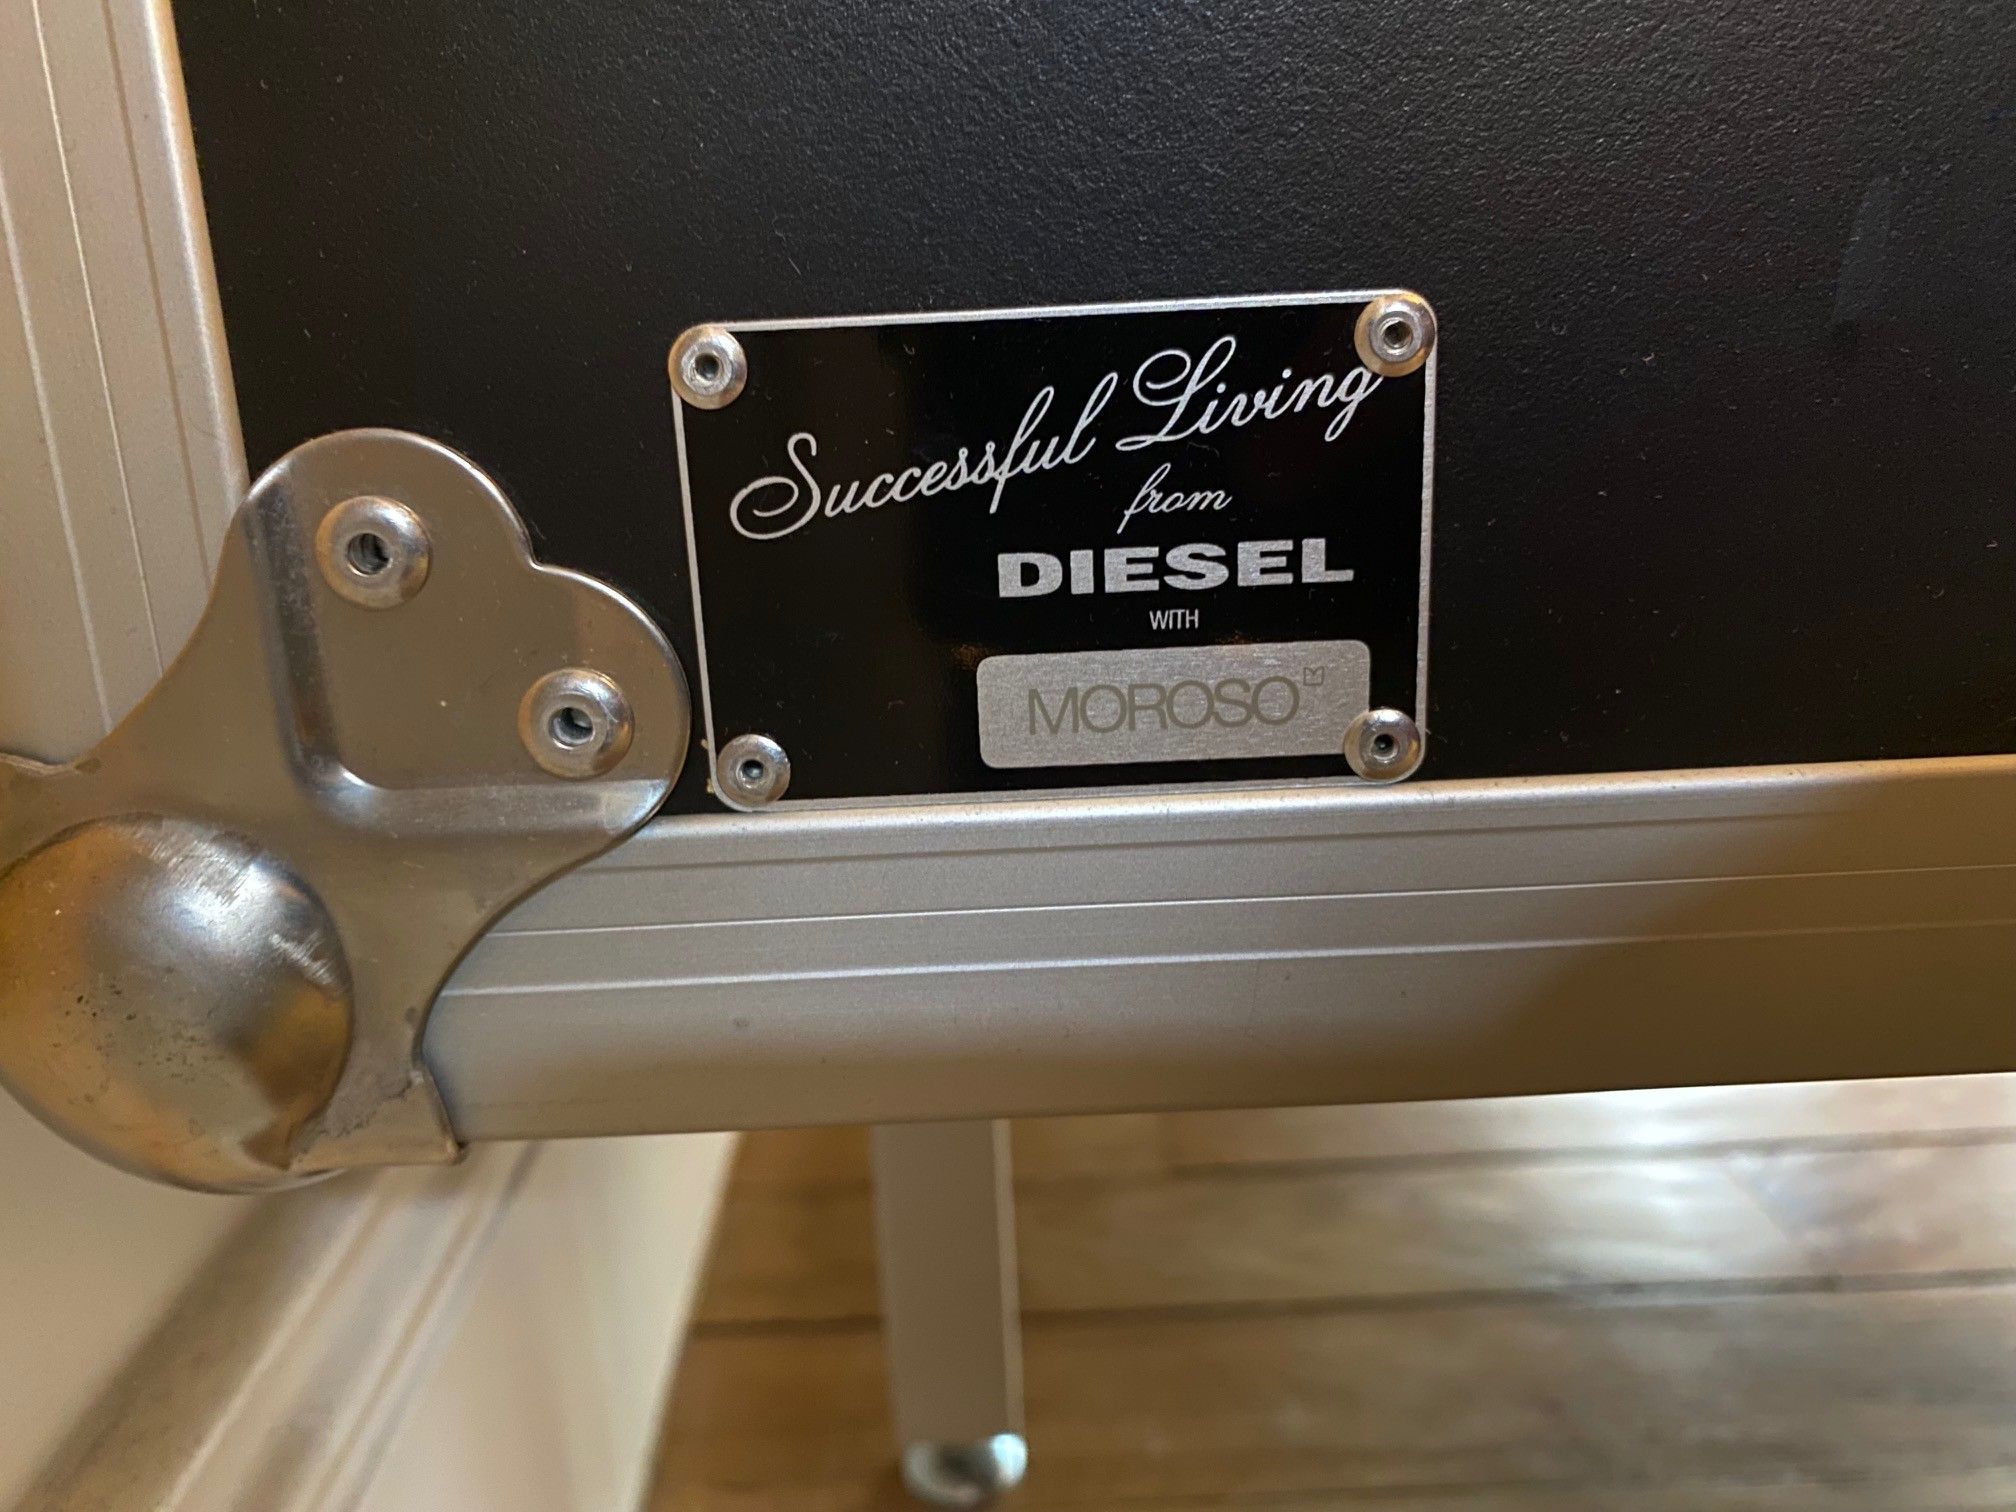 Successful Living
from
DIESEL
WITH
MOROSO